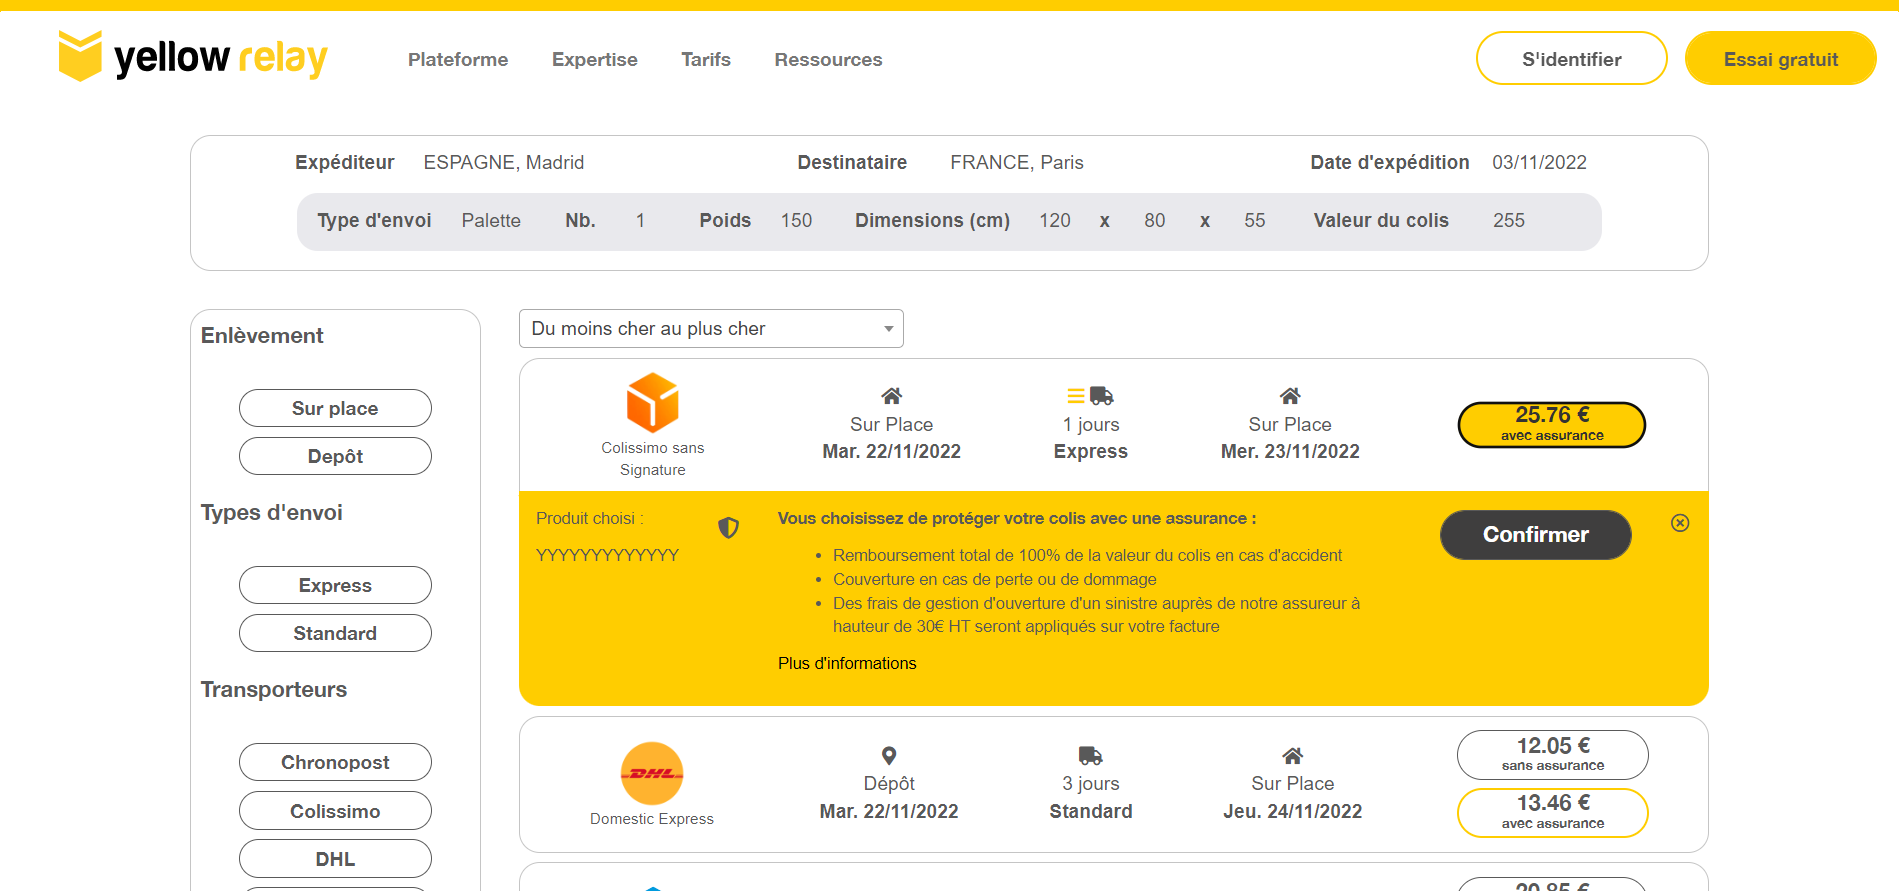 yellow relay
Plateforme Expertise Tarifs Ressources
S'identifier
Essai gratuit
Expéditeur ESPAGNE, Madrid Destinataire FRANCE, Paris Date d'expédition 03/11/2022
Type d'envoi Palette Nb. 1 Poids 150 Dimensions (cm) 120 x 80 x 55 Valeur du colis 255
Enlèvement
Sur place
Depôt
Types d'envoi
Express
Standard
Transporteurs
Chronopost
Colissimo
DHL
Du moins cher au plus cher
Colissimo sans
Signature
Sur Place
Mar. 22/11/2022
1 jours
Express
Sur Place
Mer. 23/11/2022
25.76 €
avec assurance
Produit choisi :
YYYYYYYYYYYYY
Vous choisissez de protéger votre colis avec une assurance :
• Remboursement total de 100% de la valeur du colis en cas d'accident
• Couverture en cas de perte ou de dommage
• Des frais de gestion d'ouverture d'un sinistre auprès de notre assureur à
hauteur de 30€ HT seront appliqués sur votre facture
Plus d'informations
Confirmer
DHL
Domestic Express
Dépôt
Mar. 22/11/2022
3 jours
Standard
Sur Place
Jeu. 24/11/2022
12.05 €
sans assurance
13.46 €
avec assurance
20.85 €